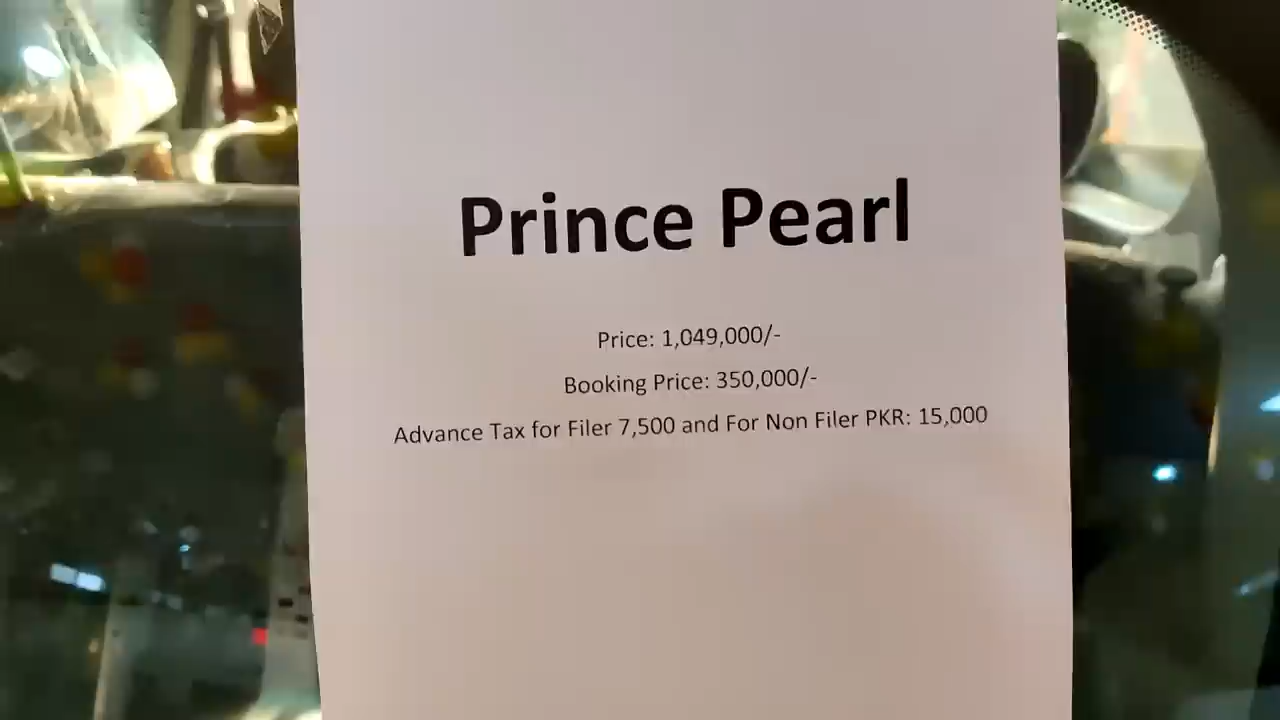 Prince Pearl
Price: 1,049,000/-
Booking Price: 350,000/-
Advance Tax for Filer 7,500 and For Non Filer PKR: 15,000